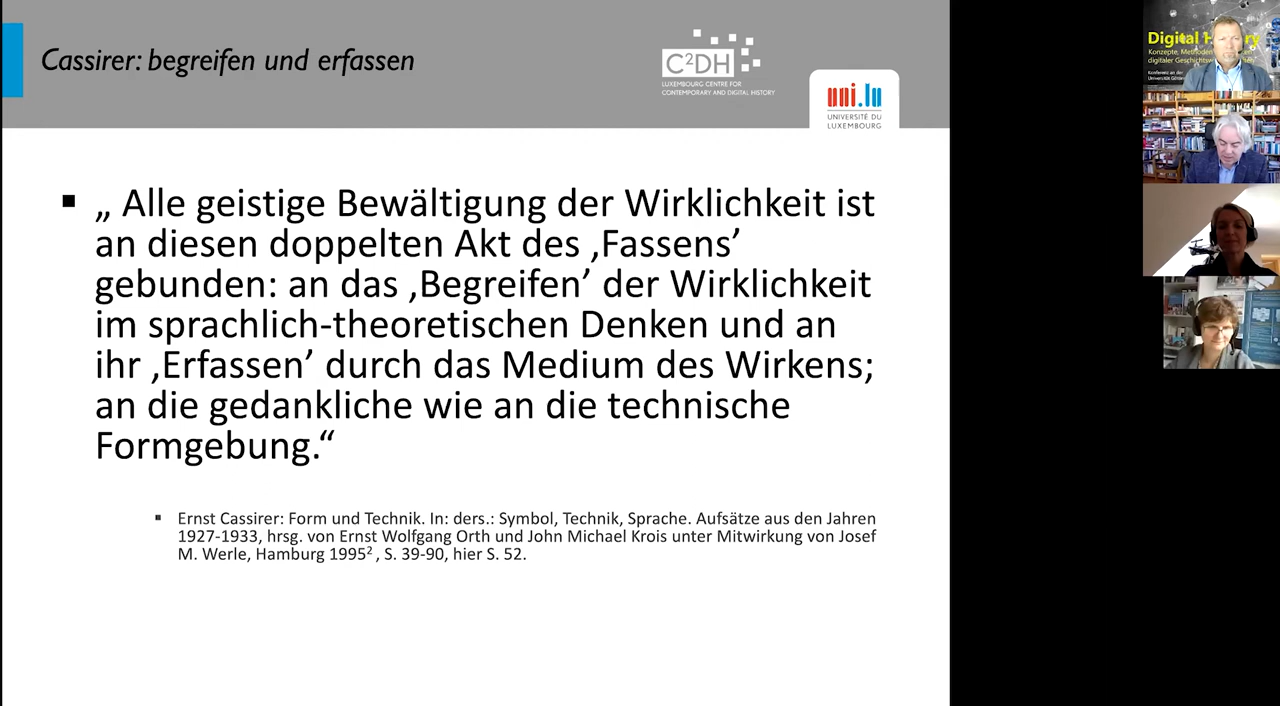 Cassirer: begreifen und erfassen
C²DH
LUXEMBOURG CENTRE FOR
CONTEMPORARY AND DIGITAL HISTORY
uni.lu
UNIVERSITÉ DU
LUXEMBOURG
„ Alle geistige Bewältigung der Wirklichkeit ist
an diesen doppelten Akt des ‚Fassens’
gebunden: an das ‚Begreifen’ der Wirklichkeit
im sprachlich-theoretischen Denken und an
ihr ‚Erfassen’ durch das Medium des Wirkens;
an die gedankliche wie an die technische
Formgebung.“
Ernst Cassirer: Form und Technik. In: ders.: Symbol, Technik, Sprache. Aufsätze aus den Jahren
1927-1933, hrsg. von Ernst Wolfgang Orth und John Michael Krois unter Mitwirkung von Josef
M. Werle, Hamburg 1995² , S. 39-90, hier S. 52.
Digital
Konzepte,
digitaler
Konferenz an der
Universität